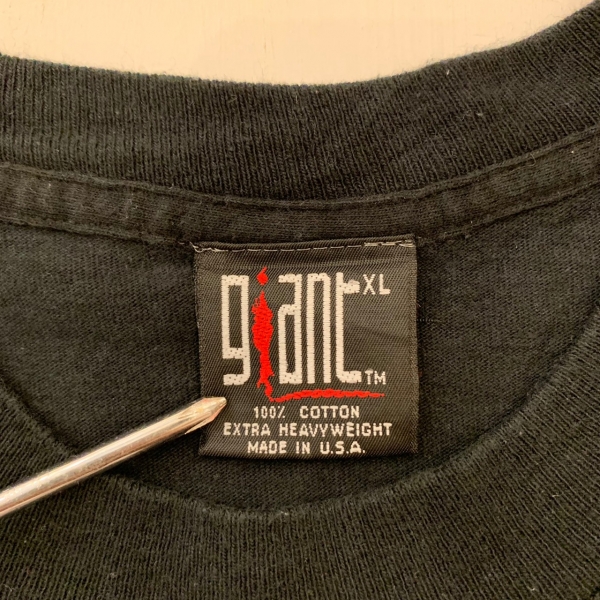 giant XL
TM
100% COTTON
EXTRA HEAVYWEIGHT
MADE IN U.S.A.